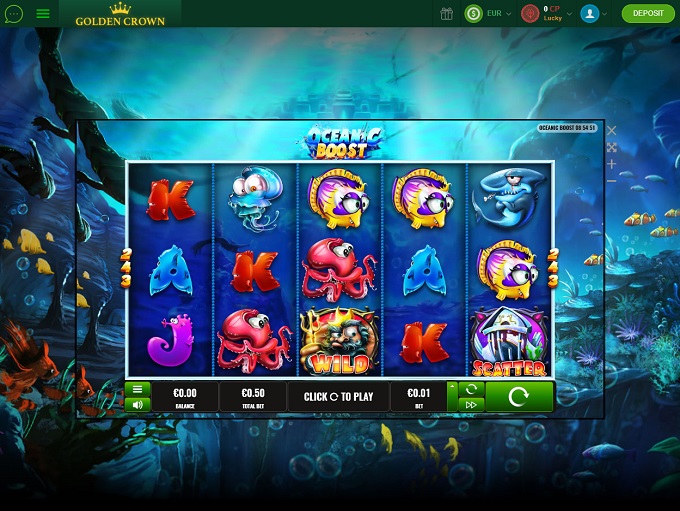 GOLDEN CROWN
EUR
0 CP
Lucky
DEPOSIT
OCEANIC BOOST 08:54:51
OCEANIC
BOOST
K
A
K
A
243
243
J
WILD
K
SCATTER
€0.00
BALANCE
€0.50
TOTAL BET
CLICK TO PLAY
€0.01
BET